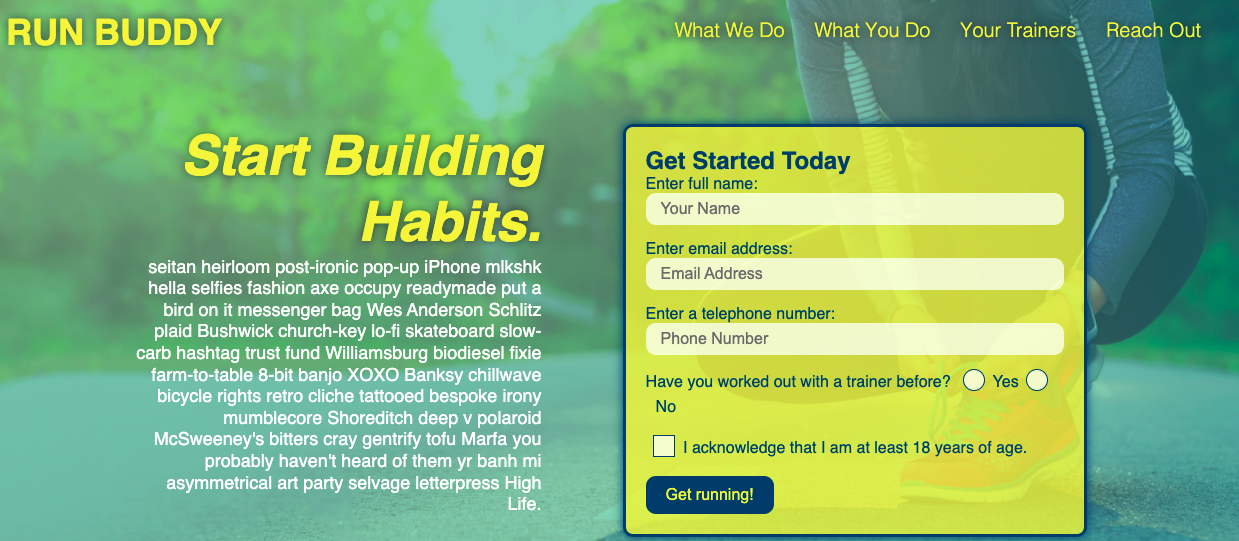 RUN BUDDY
What We Do
What You Do
Your Trainers
Reach Out
Start Building
Habits.
seitan heirloom post-ironic pop-up iPhone mlkshk
hella selfies fashion axe occupy readymade put a
bird on it messenger bag Wes Anderson Schlitz
plaid Bushwick church-key lo-fi skateboard slow-
carb hashtag trust fund Williamsburg biodiesel fixie
farm-to-table 8-bit banjo XOXO Banksy chillwave
bicycle rights retro cliche tattooed bespoke irony
mumblecore Shoreditch deep v polaroid
McSweeney's bitters cray gentrify tofu Marfa you
probably haven't heard of them yr banh mi
asymmetrical art party selvage letterpress High
Life.
Get Started Today
Enter full name:
Your Name
Enter email address:
Email Address
Enter a telephone number:
Phone Number
Have you worked out with a trainer before? Yes
No
I acknowledge that I am at least 18 years of age.
Get running!